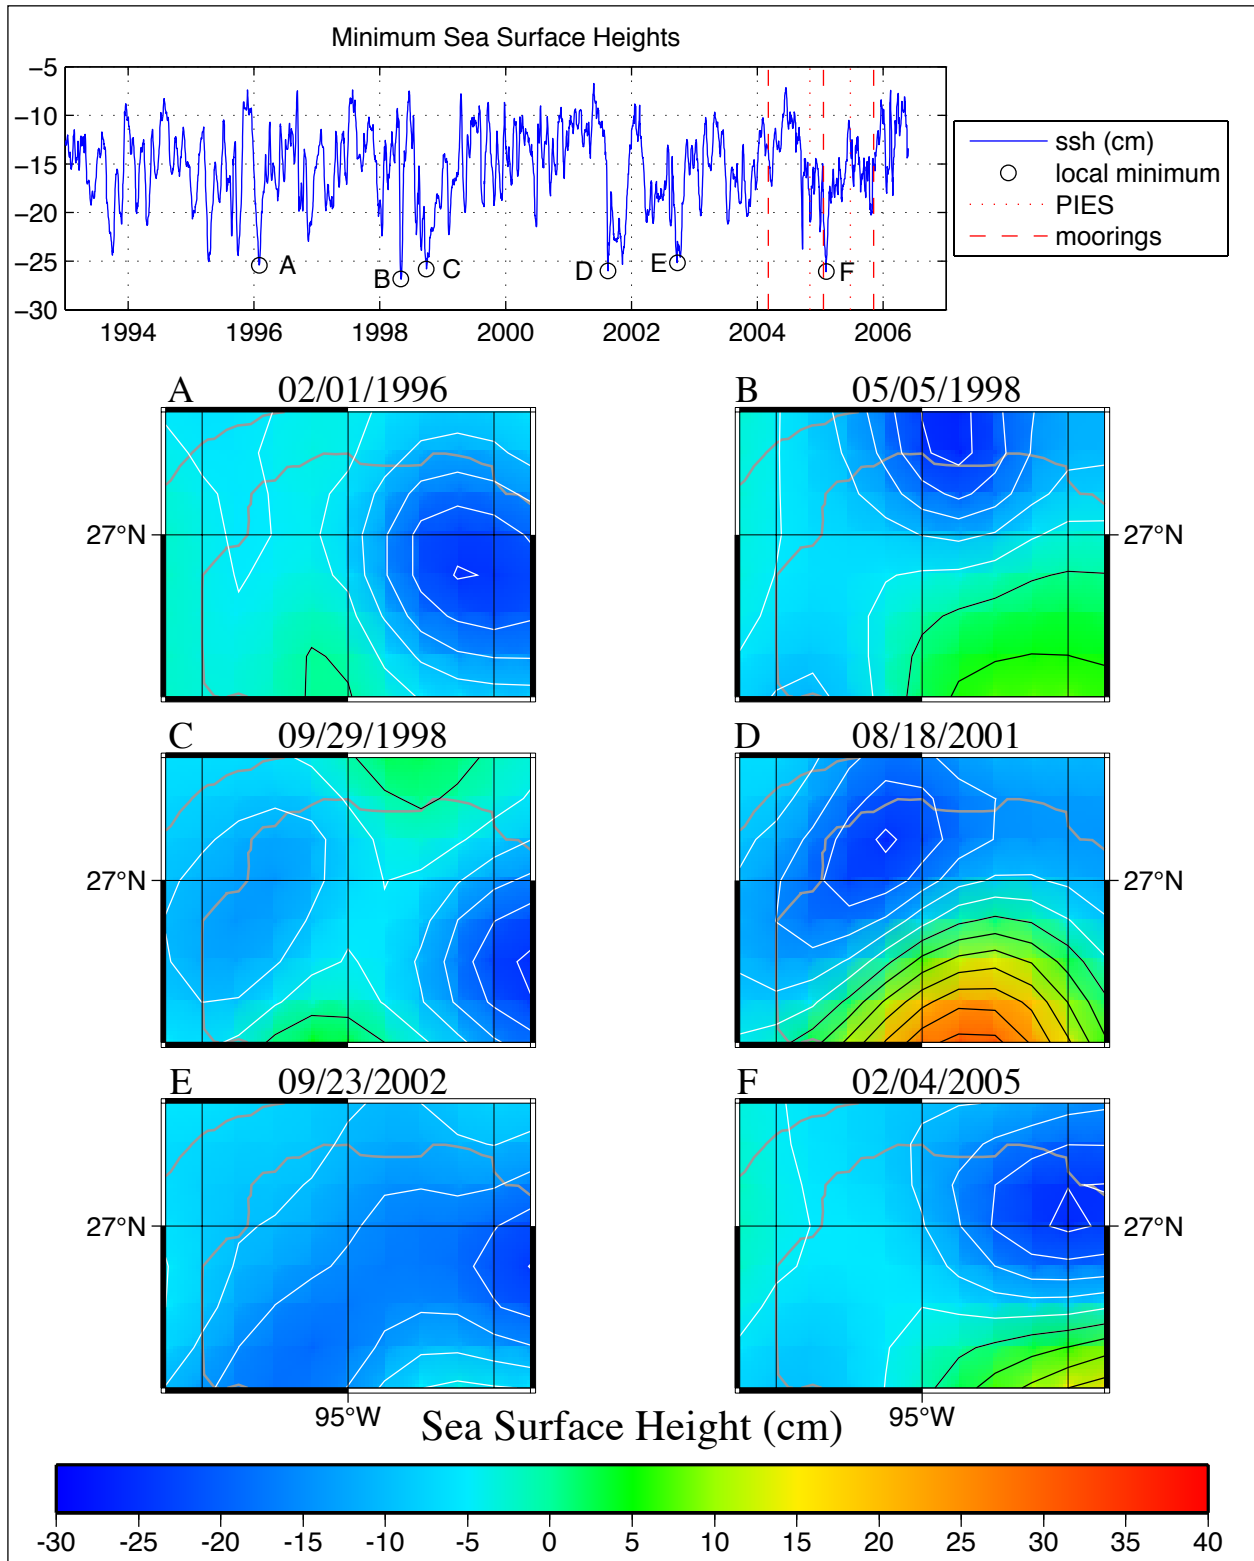 Minimum Sea Surface Heights
−5
−10
−15
−20
−25
−30
1994 1996 1998 2000 2002 2004 2006
A
B
C
D
E
F
ssh (cm)
local minimum
PIES
moorings
A 02/01/1996
B 05/05/1998
27°N
27°N
C 09/29/1998
D 08/18/2001
27°N
27°N
E 09/23/2002
F 02/04/2005
27°N
27°N
95°W
95°W
Sea Surface Height (cm)
-30 -25 -20 -15 -10 -5 0 5 10 15 20 25 30 35 40